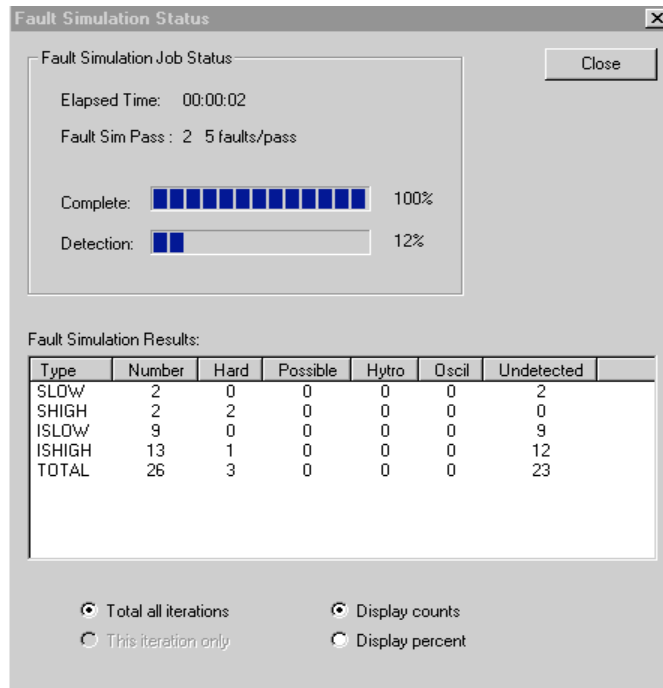 Fault Simulation Status
Fault Simulation Job Status
Close
Elapsed Time: 00:00:02
Fault Sim Pass : 2 5 faults/pass
Complete: 100%
Detection: 12%
Fault Simulation Results:
Type Number Hard Possible Hytro Oscil Undetected
SLOW 2 0 0 0 0 2
SHIGH 2 2 0 0 0 0
ISLOW 9 0 0 0 0 9
ISHIGH 13 1 0 0 0 12
TOTAL 26 3 0 0 0 23
Total all iterations Display counts
This iteration only Display percent